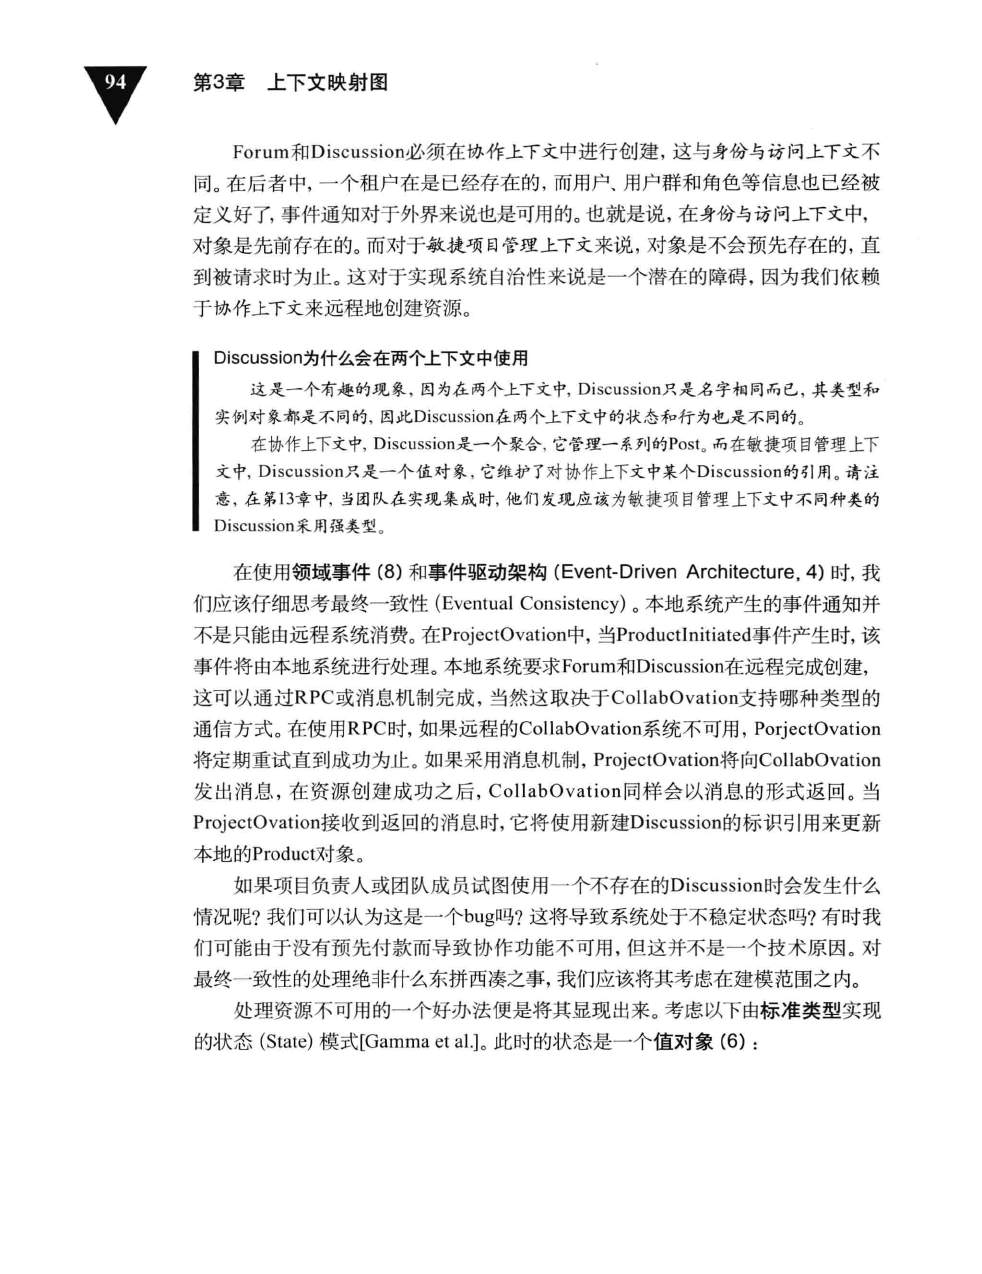 94
第3章 上下文映射图
Forum和Discussion必须在协作上下文中进行创建，这与身份与访问上下文不
同。在后者中，一个租户在是已经存在的，而用户、用户群和角色等信息也已经被
定义好了，事件通知对于外界来说也是可用的。也就是说，在身份与访问上下文中，
对象是先前存在的。而对于敏捷项目管理上下文来说，对象是不会预先存在的，直
到被请求时为止。这对于实现系统自治性来说是一个潜在的障碍，因为我们依赖
于协作上下文来远程地创建资源。
Discussion为什么会在两个上下文中使用
这是一个有趣的现象，因为在两个上下文中，Discussion只是名字相同而已，其类型和
实例对象都是不同的，因此Discussion在两个上下文中的状态和行为也是不同的。
在协作上下文中，Discussion是一个聚合，它管理一系列的Post。而在敏捷项目管理上下
文中，Discussion只是一个值对象，它维护了对协作上下文中某个Discussion的引用。请注
意，在第13章中，当团队在实现集成时，他们发现应该为敏捷项目管理上下文中不同种类的
Discussion采用强类型。
在使用领域事件（8）和事件驱动架构（Event-Driven Architecture，4）时，我
们应该仔细思考最终一致性（Eventual Consistency）。本地系统产生的事件通知并
不是只能由远程系统消费。在ProjectOvation中，当ProductInitiated事件产生时，该
事件将由本地系统进行处理。本地系统要求Forum和Discussion在远程完成创建，
这可以通过RPC或消息机制完成，当然这取决于CollabOvation支持哪种类型的
通信方式。在使用RPC时，如果远程的CollabOvation系统不可用，PorjectOvation
将定期重试直到成功为止。如果采用消息机制，ProjectOvation将向CollabOvation
发出消息，在资源创建成功之后，CollabOvation同样会以消息的形式返回。当
ProjectOvation接收到返回的消息时，它将使用新建Discussion的标识引用来更新
本地的Product对象。
如果项目负责人或团队成员试图使用一个不存在的Discussion时会发生什么
情况呢？我们可以认为这是一个bug吗？这将导致系统处于不稳定状态吗？有时我
们可能由于没有预先付款而导致协作功能不可用，但这并不是一个技术原因。对
最终一致性的处理绝非什么东拼西凑之事，我们应该将其考虑在建模范围之内。
处理资源不可用的一个好办法便是将其显现出来。考虑以下由标准类型实现
的状态（State）模式[Gamma et al.]。此时的状态是一个值对象（6）：